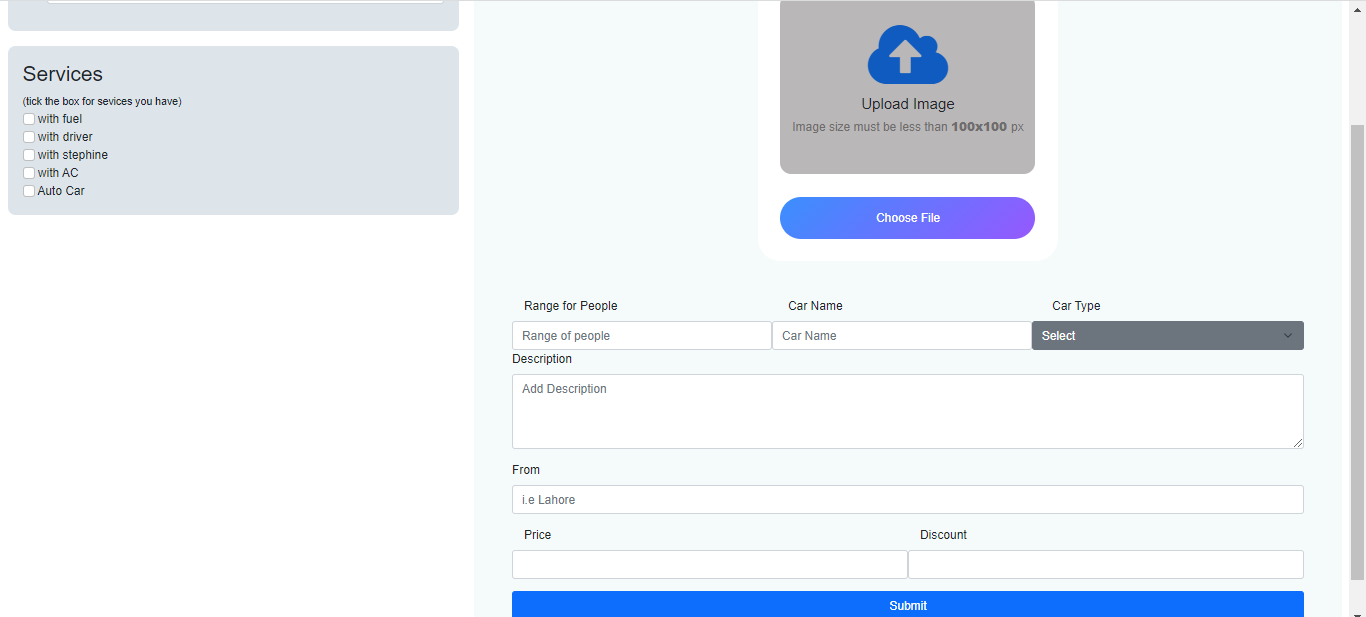 Services
(tick the box for sevices you have)
with fuel
with driver
with stephine
with AC
Auto Car
Upload Image
Image size must be less than 100x100 px
Choose File
Range for People Car Name Car Type
Range of people Car Name Select
Description
Add Description
From
i.e Lahore
Price Discount
Submit